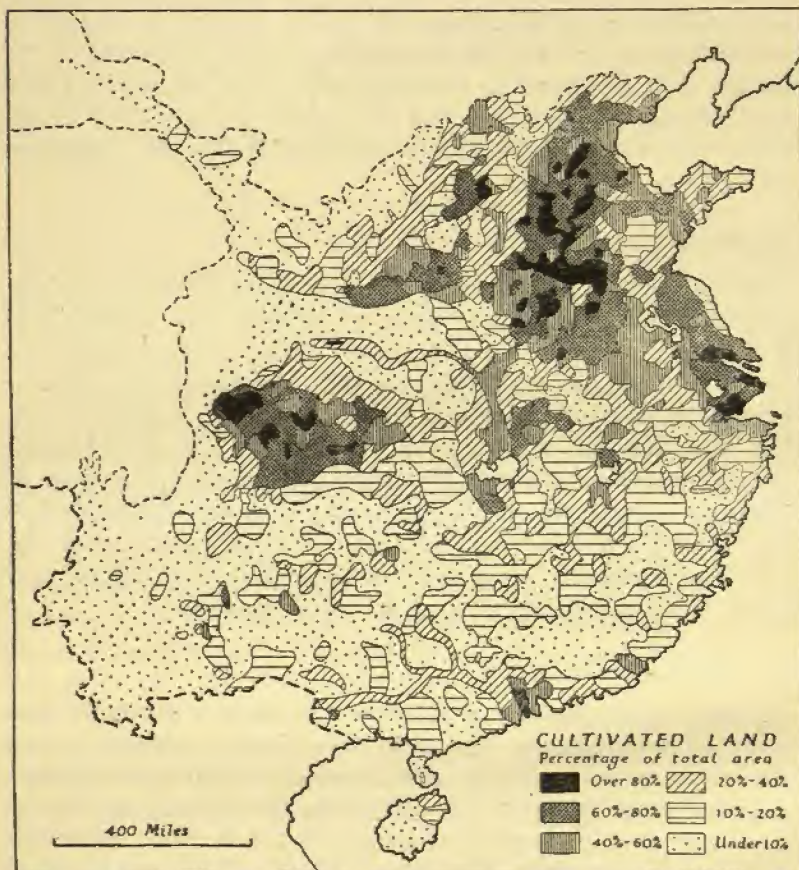 CULTIVATED LAND
Percentage of total area
Over 80% 20%-40%
60%-80% 10%-20%
40%-60% Under 10%
400 Miles